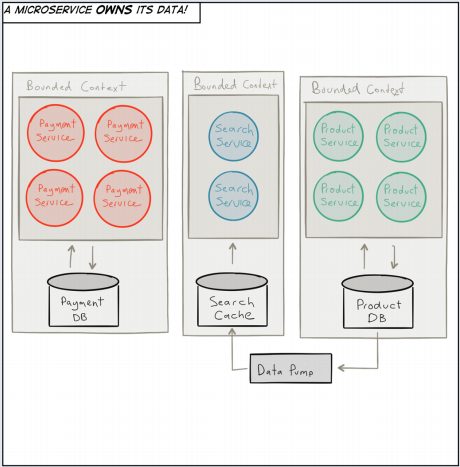 A MICROSERVICE OWNS ITS DATA!
Bounded Context
Payment
Service
Payment
Service
Payment
Service
Payment
Service
Payment
DB
Bounded Context
Search
Service
Search
Service
Search
Cache
Bounded Context
Product
Service
Product
Service
Product
Service
Product
Service
Product
DB
Data Pump